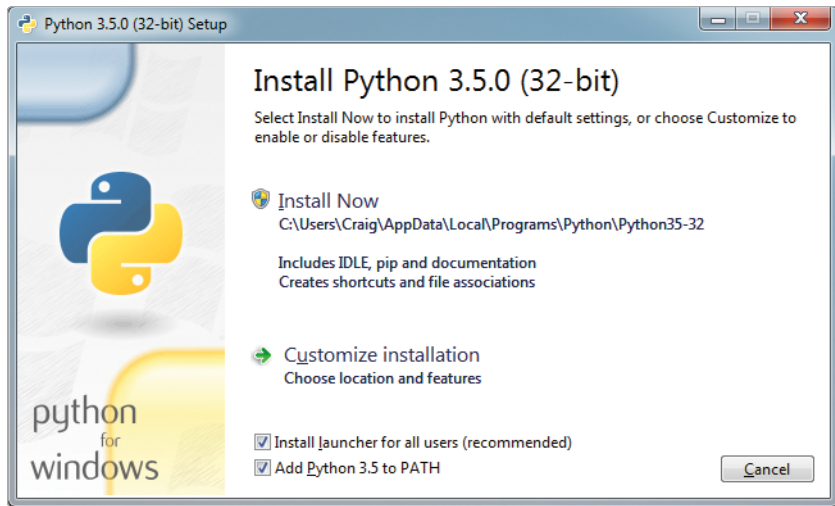 Python 3.5.0 (32-bit) Setup
Install Python 3.5.0 (32-bit)
Select Install Now to install Python with default settings, or choose Customize to
enable or disable features.
Install Now
C:\Users\Craig\AppData\Local\Programs\Python\Python35-32
Includes IDLE, pip and documentation
Creates shortcuts and file associations
Customize installation
Choose location and features
python
for
windows
Install launcher for all users (recommended)
Add Python 3.5 to PATH
Cancel